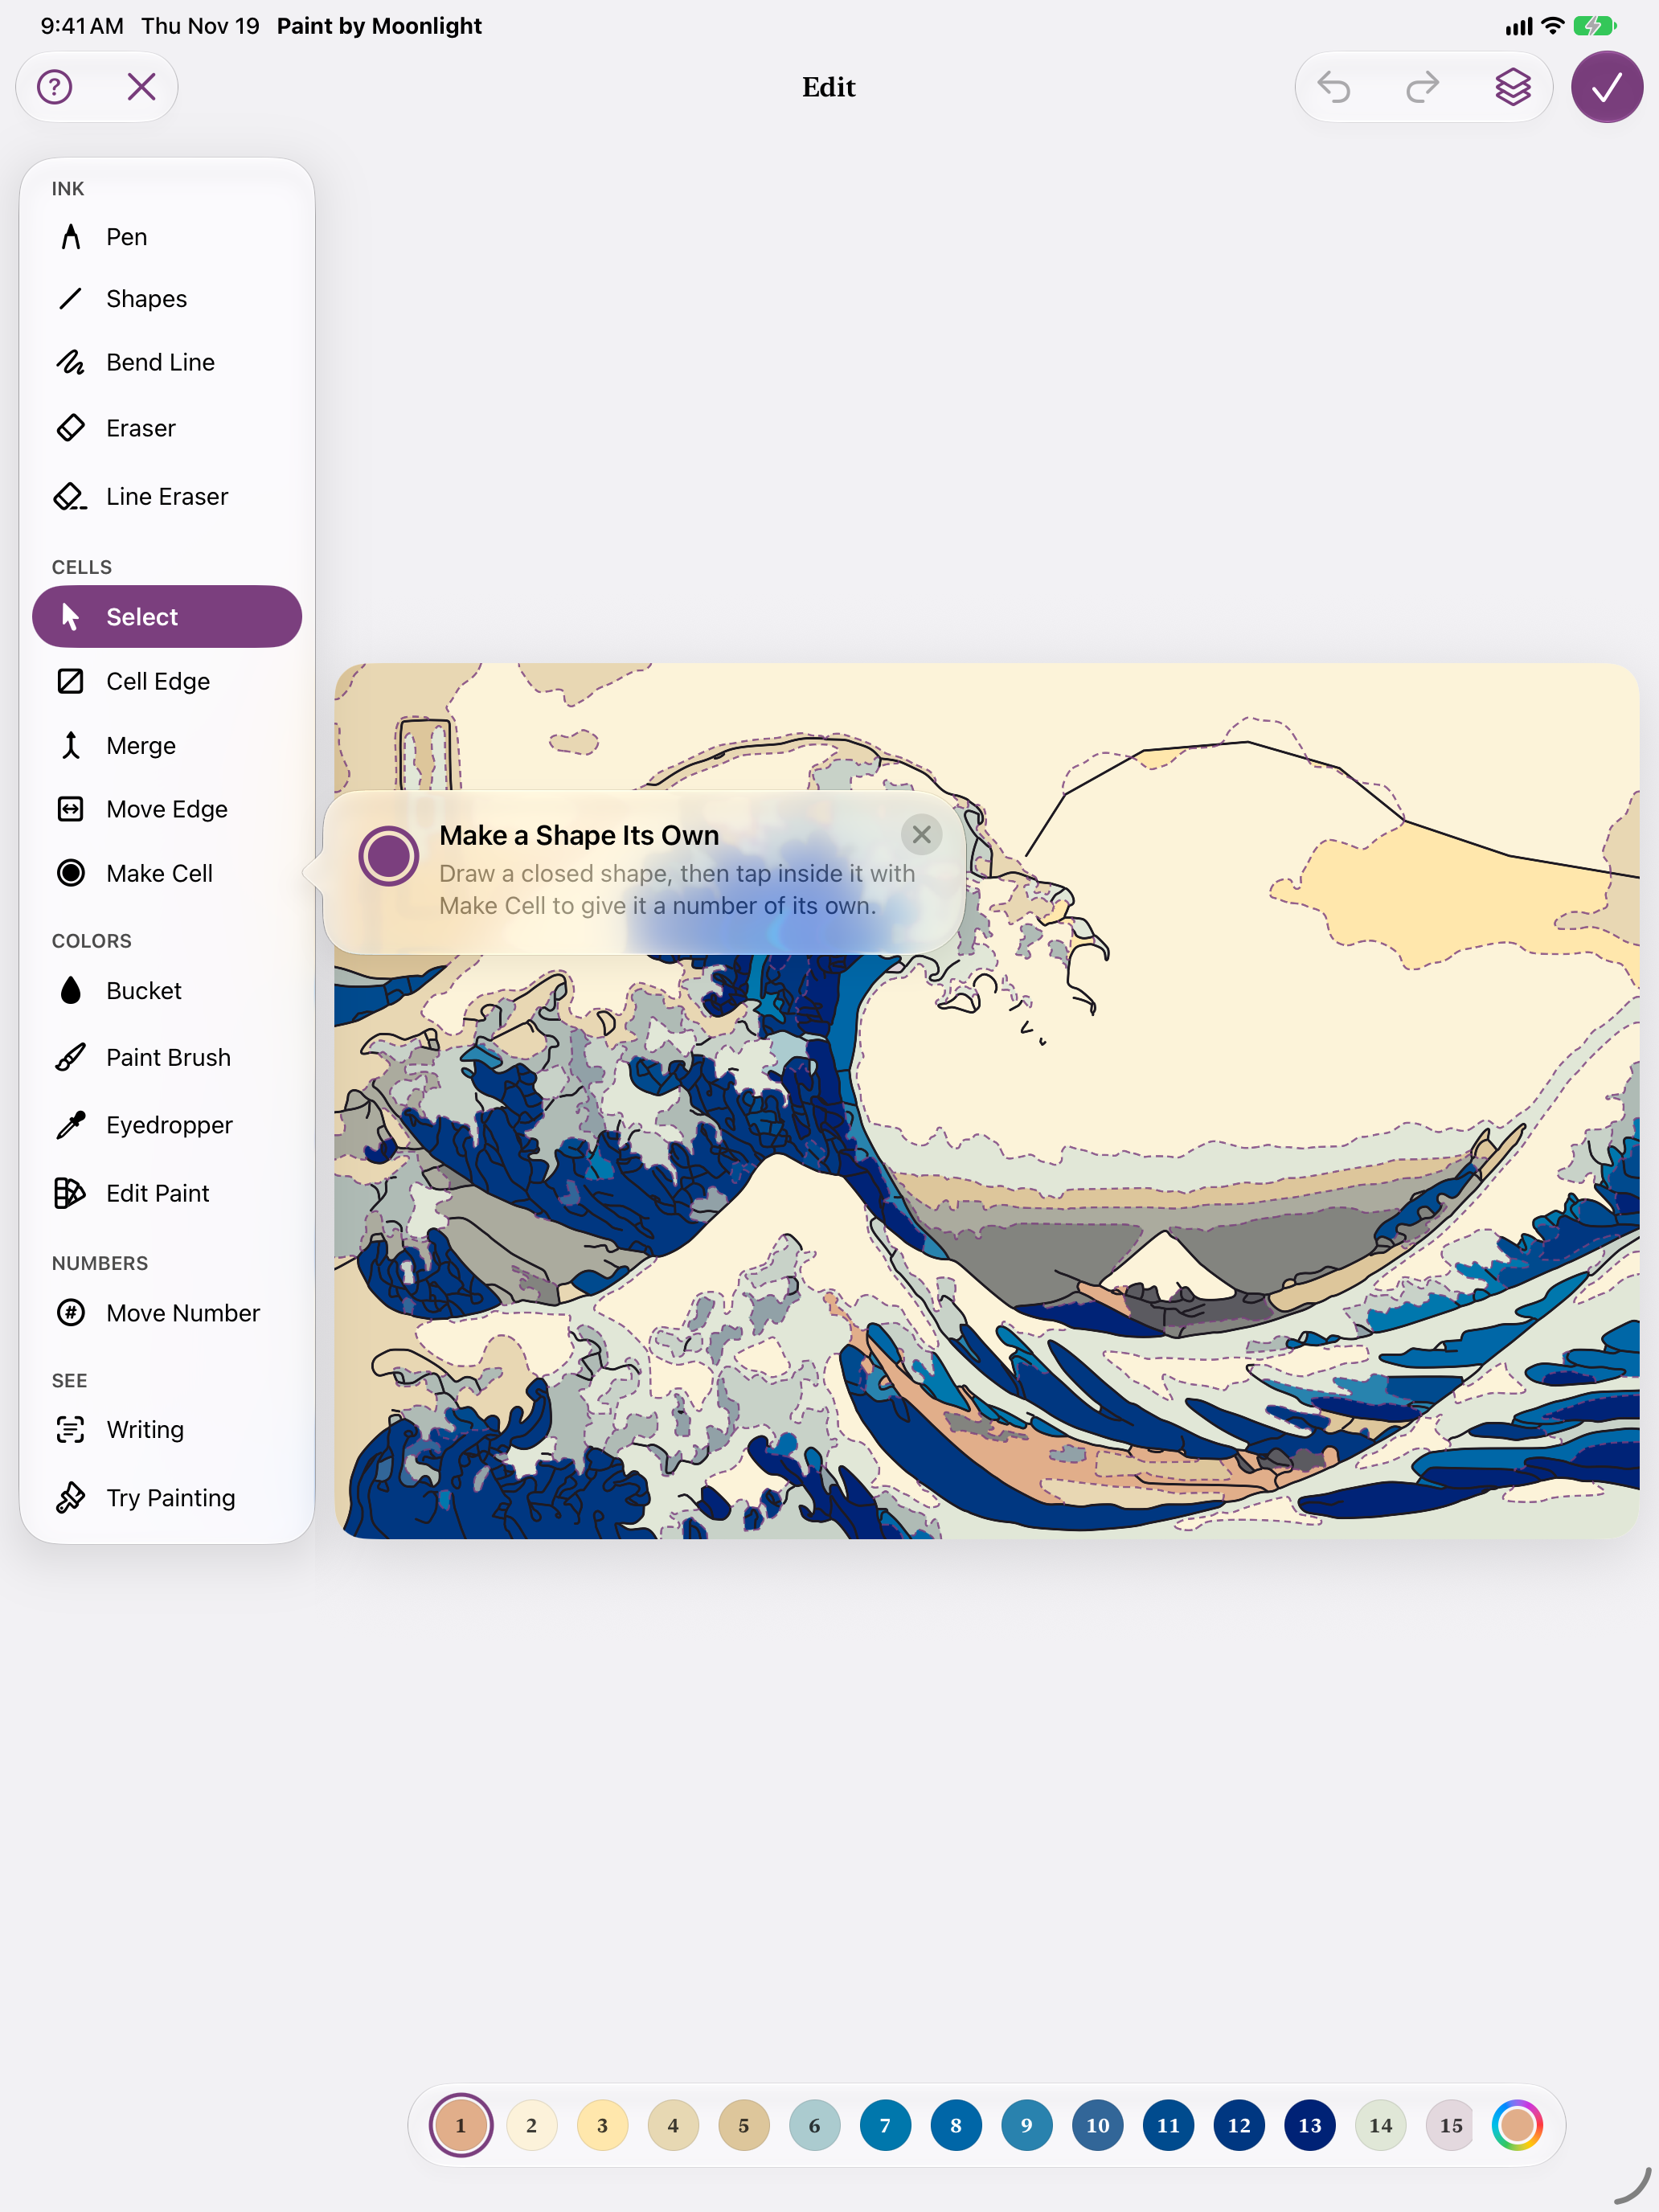 9:41 AM Thu Nov 19 Paint by Moonlight
Edit
INK
Pen
Shapes
Bend Line
Eraser
Line Eraser
CELLS
Select
Cell Edge
Merge
Move Edge
Make Cell
Make a Shape Its Own
Draw a closed shape, then tap inside it with
Make Cell to give it a number of its own.
COLORS
Bucket
Paint Brush
Eyedropper
Edit Paint
NUMBERS
# Move Number
SEE
Writing
Try Painting
1 2 3 4 5 6 7 8 9 10 11 12 13 14 15